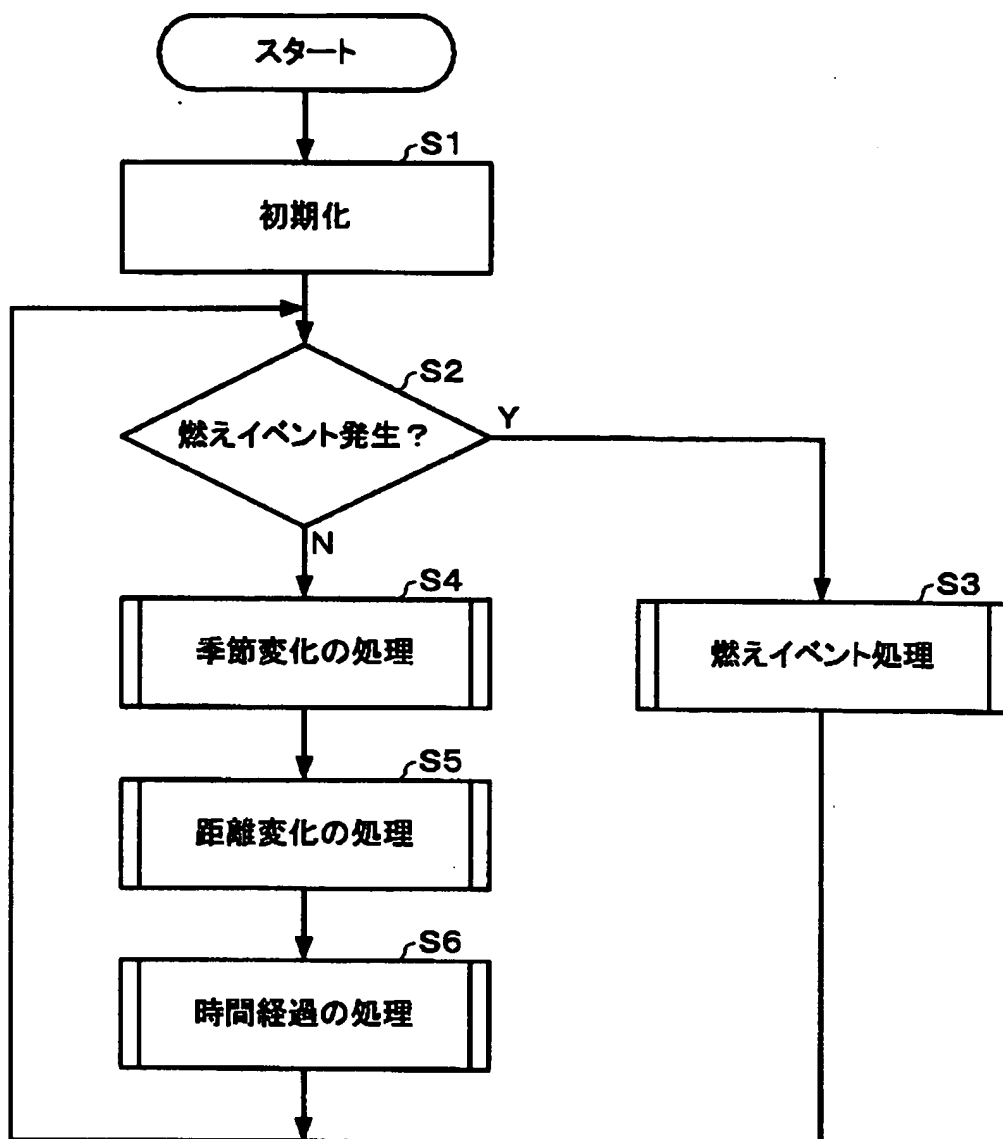 スタート
S1
初期化
S2
燃えイベント発生？
Y
N
S4
季節変化の処理
S3
燃えイベント処理
S5
距離変化の処理
S6
時間経過の処理